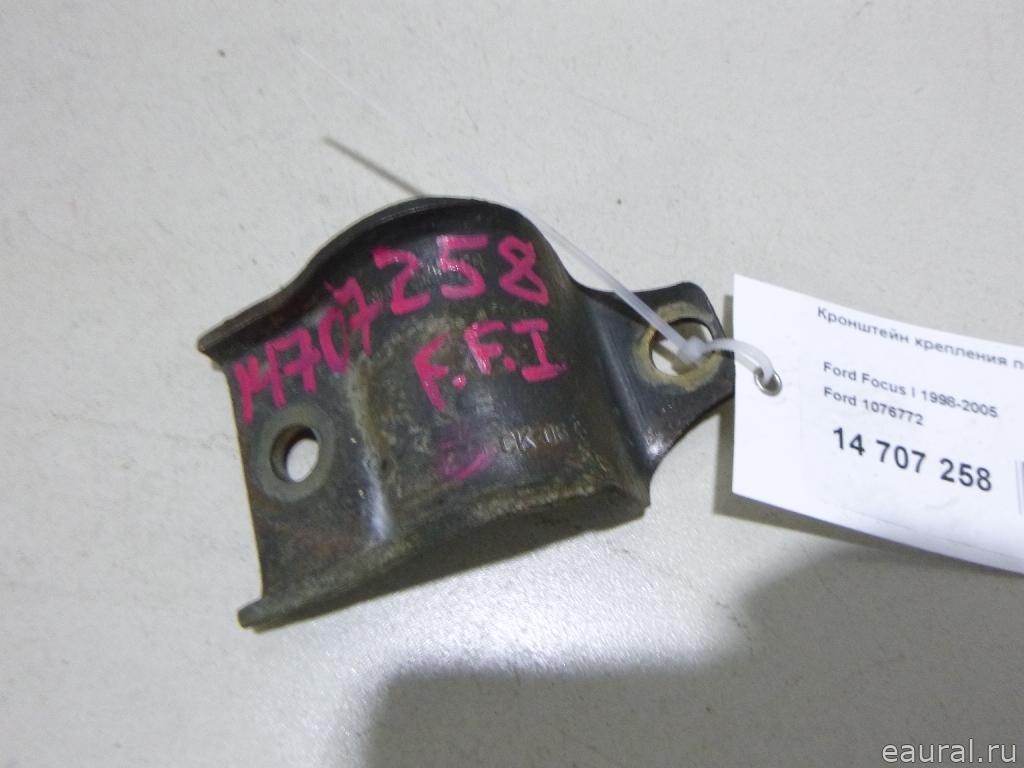 14707258
F.F.I
Кронштейн крепления
Ford Focus I 1998-2005
Ford 1076772
14 707 258
eaural.ru